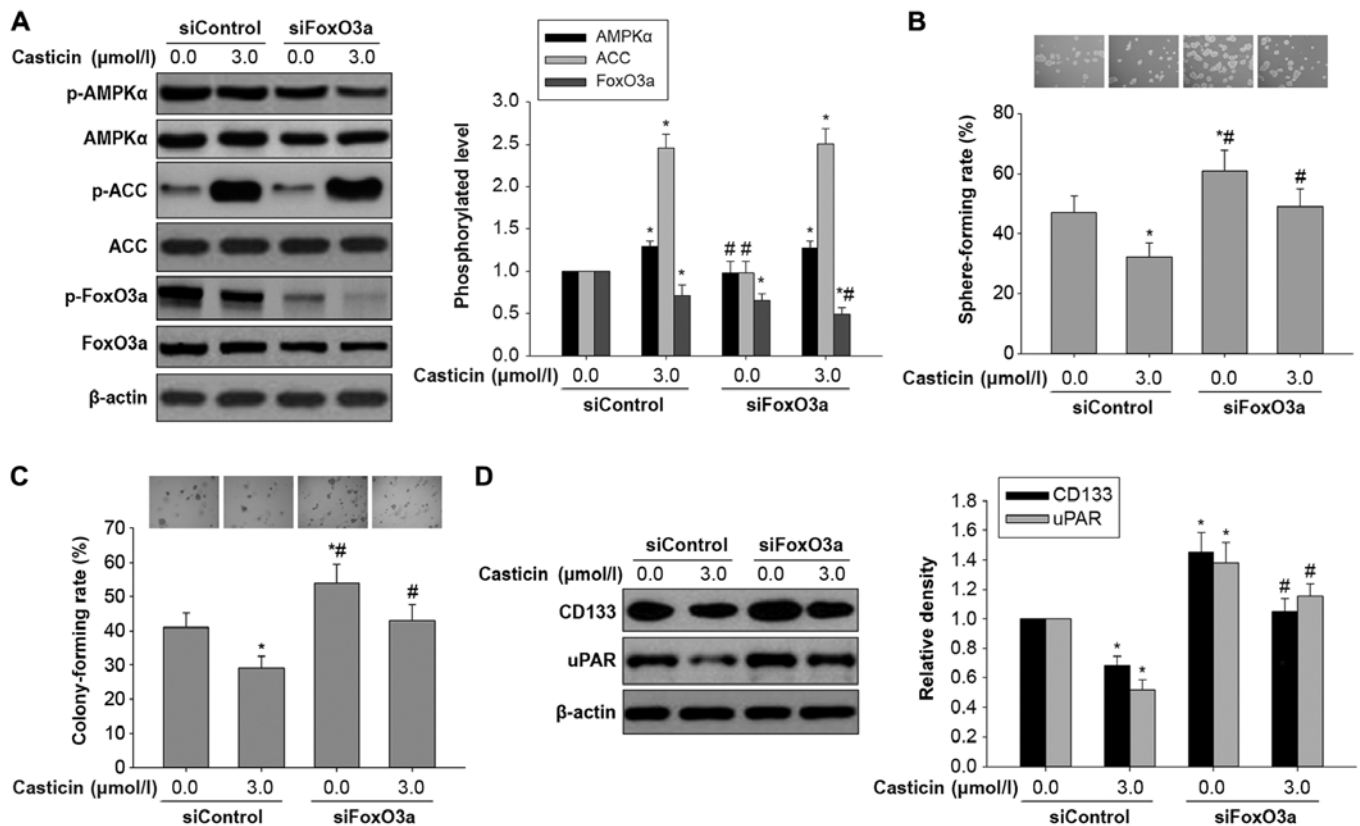 A
siControl siFoxO3a
Casticin (µmol/l) 0.0 3.0 0.0 3.0
p-AMPKα
AMPKα
p-ACC
ACC
p-FoxO3a
FoxO3a
β-actin
AMPKα
ACC
FoxO3a
Phosphorylated level
3.0
2.5
2.0
1.5
1.0
0.5
0.0
* * * # # * * * *#
Casticin (µmol/l) 0.0 3.0 0.0 3.0
siControl siFoxO3a
B
Sphere-forming rate (%)
80
60
40
20
0
* *# #
Casticin (µmol/l) 0.0 3.0 0.0 3.0
siControl siFoxO3a
C
Colony-forming rate (%)
70
60
50
40
30
20
10
0
* *# #
Casticin (µmol/l) 0.0 3.0 0.0 3.0
siControl siFoxO3a
D
siControl siFoxO3a
Casticin (µmol/l) 0.0 3.0 0.0 3.0
CD133
uPAR
β-actin
CD133
uPAR
Relative density
1.8
1.6
1.4
1.2
1.0
0.8
0.6
0.4
0.2
0.0
* * * * # #
Casticin (µmol/l) 0.0 3.0 0.0 3.0
siControl siFoxO3a